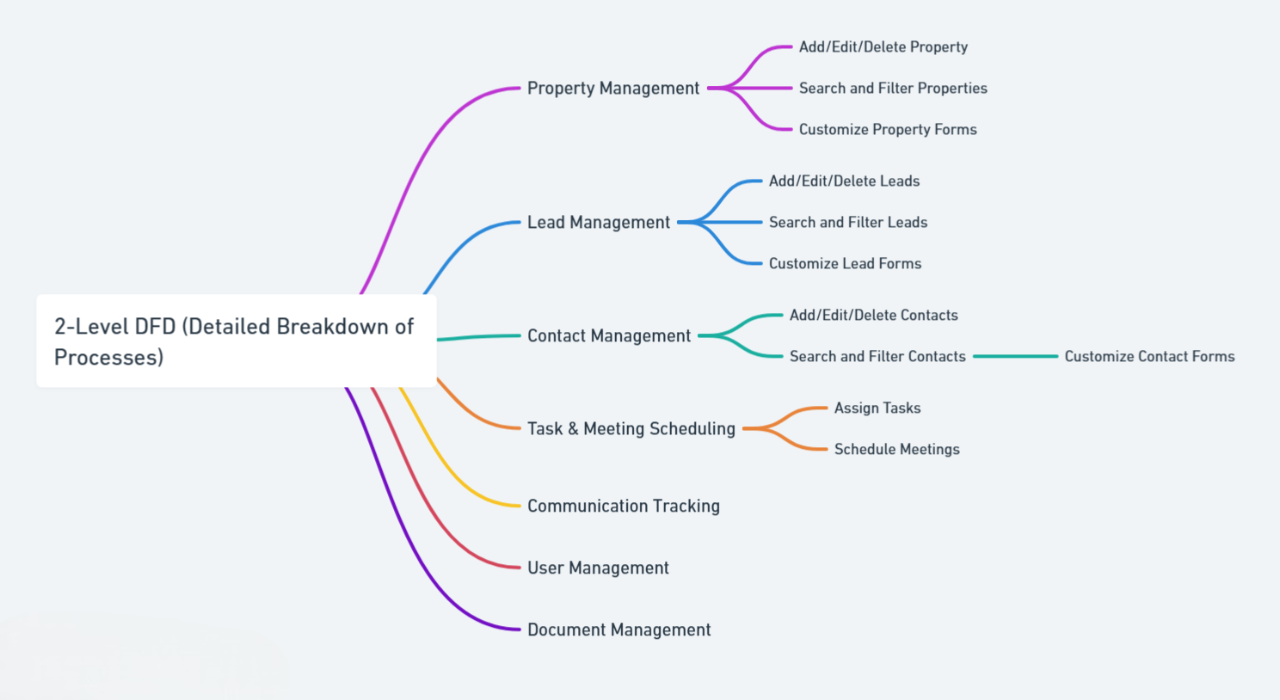 2-Level DFD (Detailed Breakdown of
Processes)
Property Management
Add/Edit/Delete Property
Search and Filter Properties
Customize Property Forms
Lead Management
Add/Edit/Delete Leads
Search and Filter Leads
Customize Lead Forms
Contact Management
Add/Edit/Delete Contacts
Search and Filter Contacts
Customize Contact Forms
Task & Meeting Scheduling
Assign Tasks
Schedule Meetings
Communication Tracking
User Management
Document Management